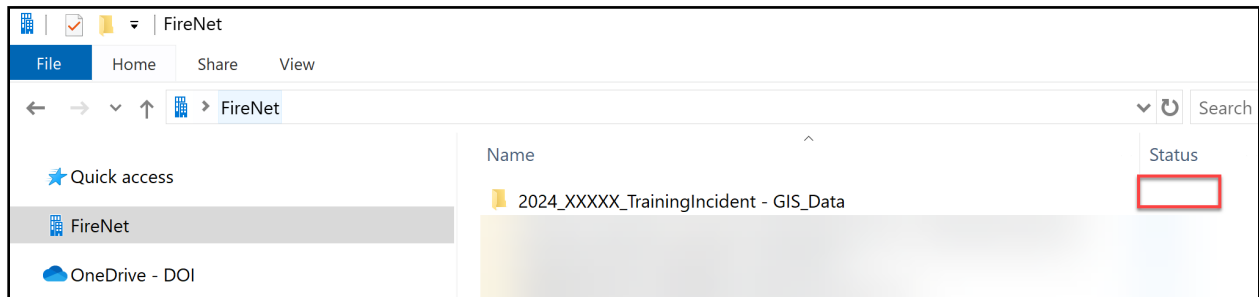 FireNet
File Home Share View
FireNet Search
Name Status
Quick access
2024_XXXXX_TrainingIncident - GIS_Data
FireNet
OneDrive - DOI